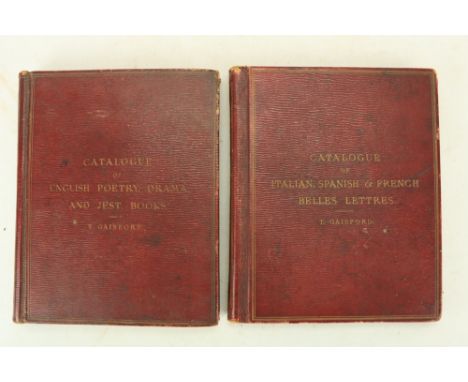 CATALOGUE
OF
ENGLISH POETRY, DRAMA,
AND JEST BOOKS
T. GAISFORD.
CATALOGUE
OF
ITALIAN, SPANISH & FRENCH
BELLES LETTRES.
T. GAISFORD.